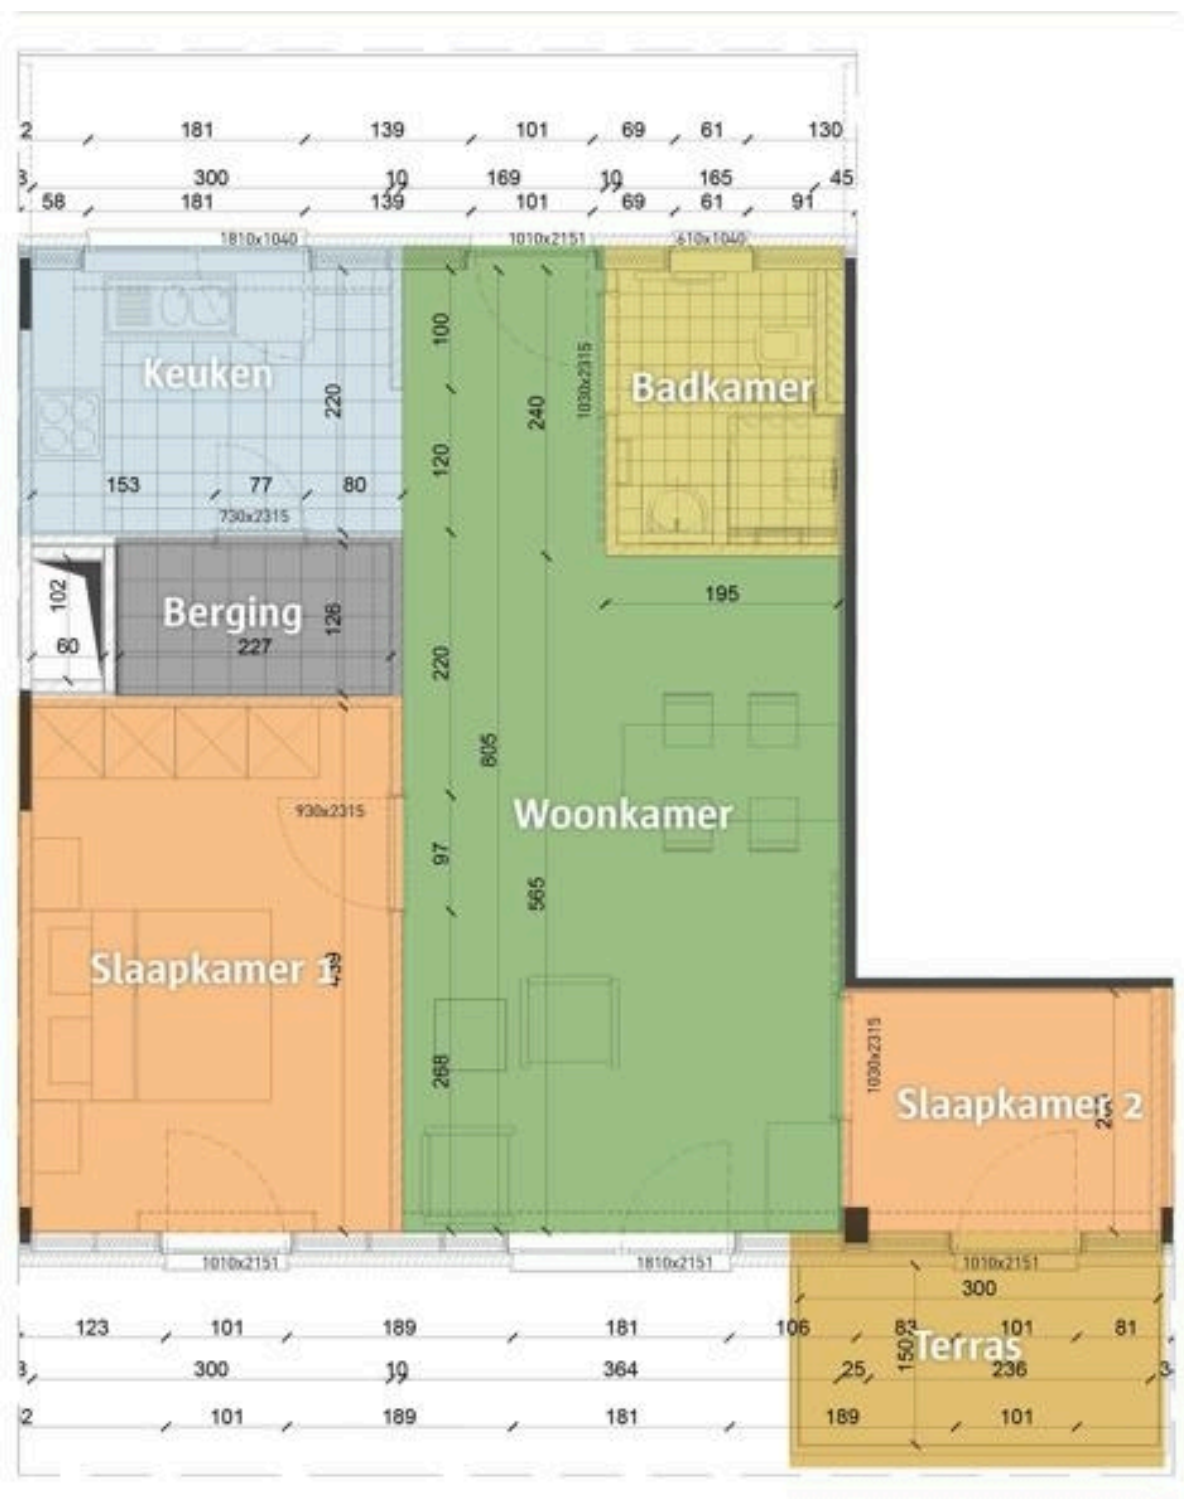 2 181 139 101 69 61 130
3 300 10 169 10 165 45
58 181 139 101 69 61 91
1810x1040 1010x2151 610x1040
100
1030x2315
Keuken
Badkamer
220
240
120
153 77 80
730x2315
102
Berging
126
195
60 227
220
805
930x2315
Woonkamer
97
565
Slaapkamer 1
439
268
1030x2315
Slaapkamer 2
1010x2151 1810x2151 1010x2151
300
123 101 189 181 106 83 101 81
Terras
150
3 300 10 364 25 236 3
2 101 189 181 189 101